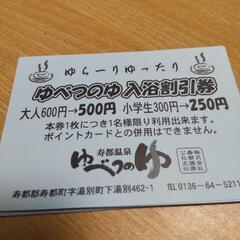 ゆらーりゆったり
ゆべつのゆ入浴割引券
大人600円→500円 小学生300円→250円
本券1枚につき1名様限り利用出来ます。
ポイントカードとの併用はできません。
寿都温泉
ゆべつのゆ
寿都郡寿都町字湯別町下湯別462-1
TEL 0136-64-5211